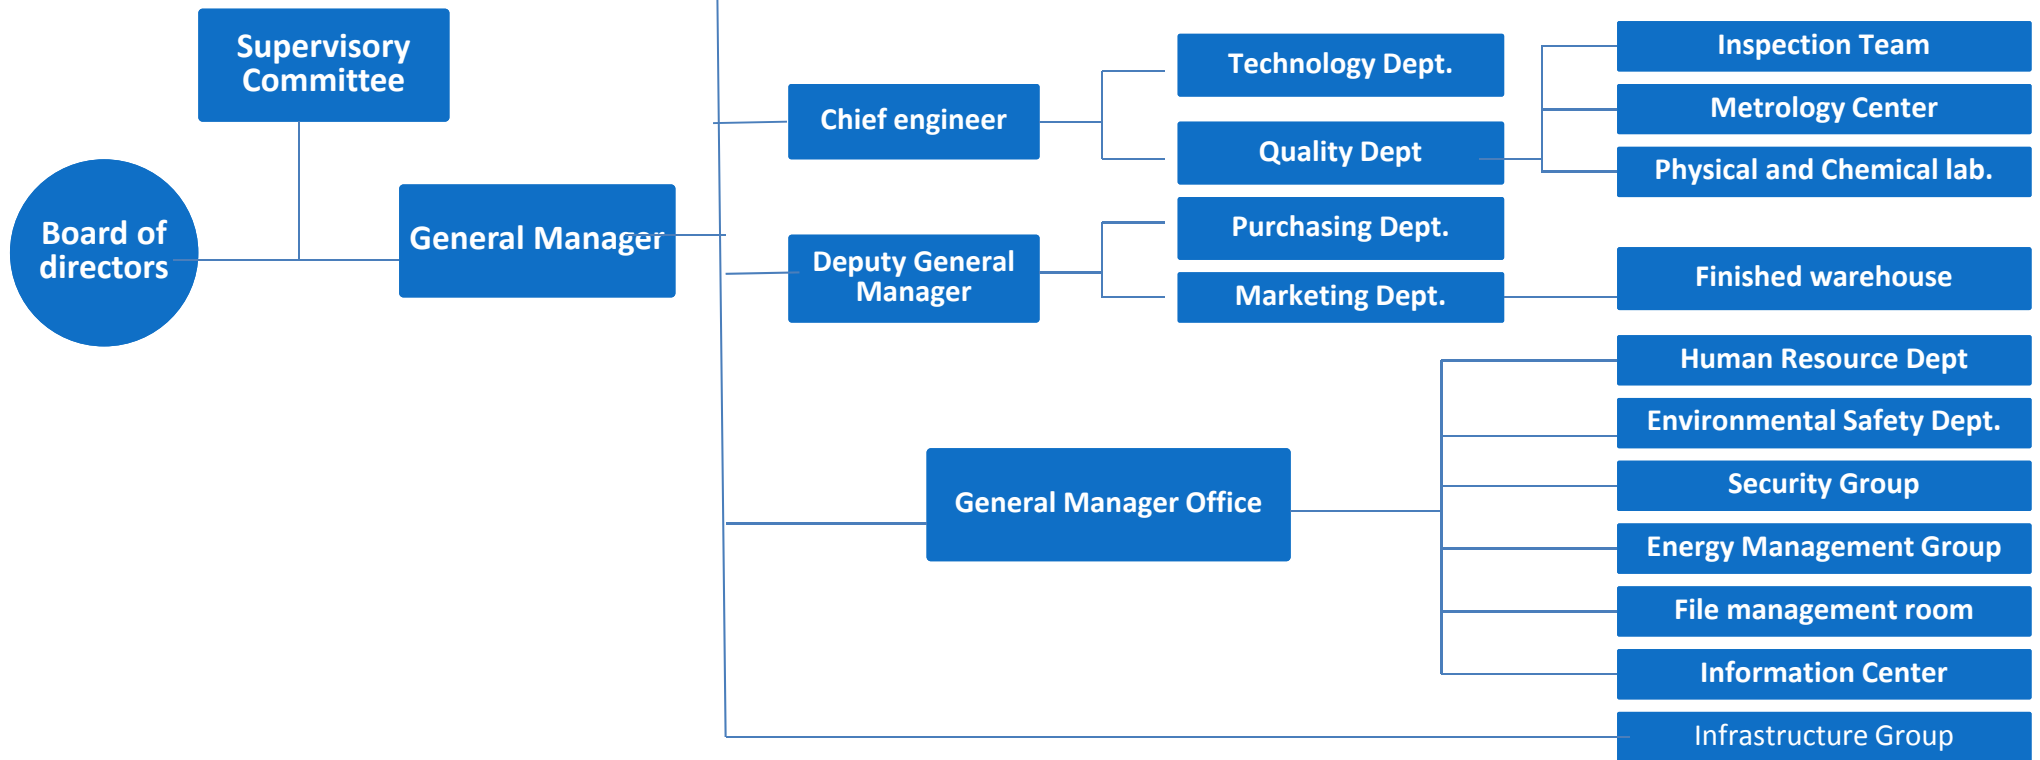 Supervisory
Committee
Board of
directors
General Manager
Chief engineer
Deputy General
Manager
General Manager Office
Technology Dept.
Quality Dept
Purchasing Dept.
Marketing Dept.
Inspection Team
Metrology Center
Physical and Chemical lab.
Finished warehouse
Human Resource Dept
Environmental Safety Dept.
Security Group
Energy Management Group
File management room
Information Center
Infrastructure Group